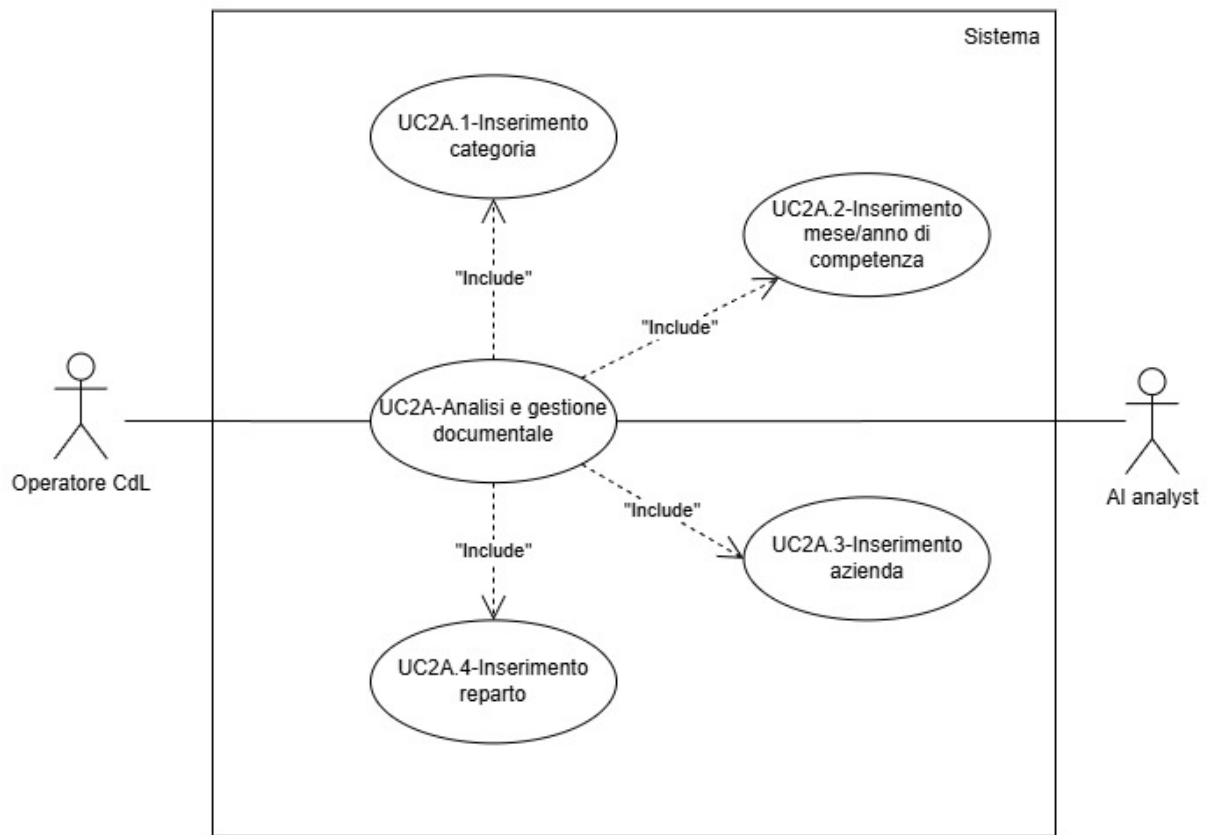 Sistema
UC2A.1-Inserimento
categoria
UC2A.2-Inserimento
mese/anno di
competenza
"Include"
"Include"
UC2A-Analisi e gestione
documentale
Operatore CdL
AI analyst
"Include"
UC2A.3-Inserimento
azienda
"Include"
UC2A.4-Inserimento
reparto